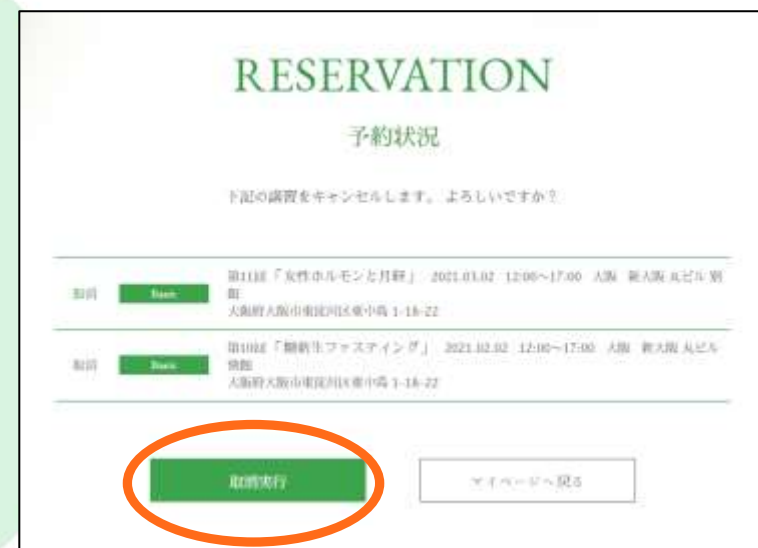 RESERVATION
予約状況
下記の講習をキャンセルします。よろしいですか？
取消 Basic 第11回「女性ホルモンと月経」 2021.03.02 12:00〜17:00 大阪 新大阪 丸ビル 別
館
大阪府大阪市東淀川区東中島 1-18-22
取消 Basic 第10回「 ファスティング」 2021.02.02 12:00〜17:00 大阪 新大阪 丸ビル
別館
大阪府大阪市東淀川区東中島 1-18-22
取消実行 マイページへ戻る